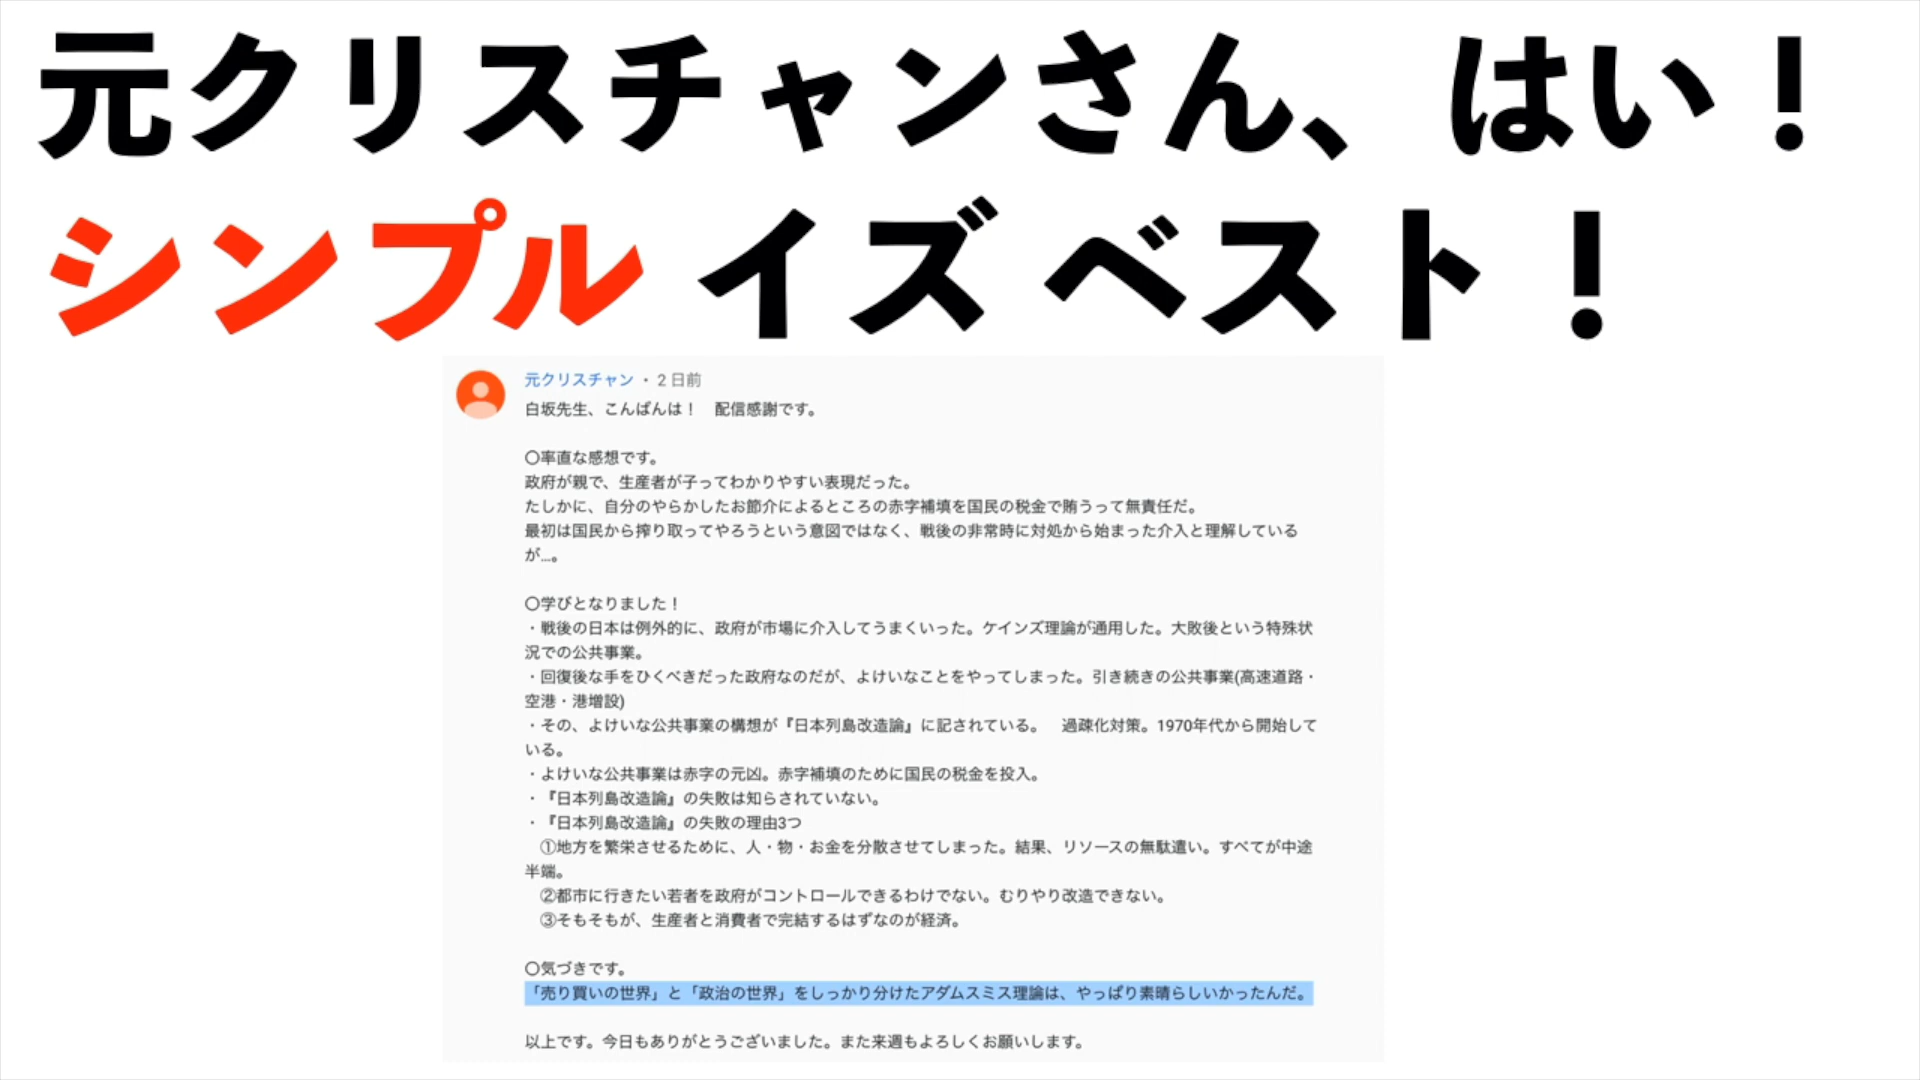 元クリスチャンさん、はい！
シンプル イズ ベスト！
元クリスチャン ・ 2 日前
白坂先生、こんばんは！　配信感謝です。
〇率直な感想です。
政府が親で、生産者が子ってわかりやすい表現だった。
たしかに、自分のやらかしたお節介によるところの赤字補填を国民の税金で賄うって無責任だ。
最初は国民から搾り取ってやろうという意図ではなく、戦後の非常時に対処から始まった介入と理解している
が...。
〇学びとなりました！
・戦後の日本は例外的に、政府が市場に介入してうまくいった。ケインズ理論が通用した。大敗後という特殊状
況での公共事業。
・回復後な手をひくべきだった政府なのだが、よけいなことをやってしまった。引き続きの公共事業(高速道路・
空港・港増設)
・その、よけいな公共事業の構想が『日本列島改造論』に記されている。　過疎化対策。1970年代から開始して
いる。
・よけいな公共事業は赤字の元凶。赤字補填のために国民の税金を投入。
・『日本列島改造論』の失敗は知らされていない。
・『日本列島改造論』の失敗の理由3つ
　①地方を繁栄させるために、人・物・お金を分散させてしまった。結果、リソースの無駄遣い。すべてが中途
半端。
　②都市に行きたい若者を政府がコントロールできるわけでない。むりやり改造できない。
　③そもそもが、生産者と消費者で完結するはずなのが経済。
〇気づきです。
「売り買いの世界」と「政治の世界」をしっかり分けたアダムスミス理論は、やっぱり素晴らしいかったんだ。
以上です。今日もありがとうございました。また来週もよろしくお願いします。